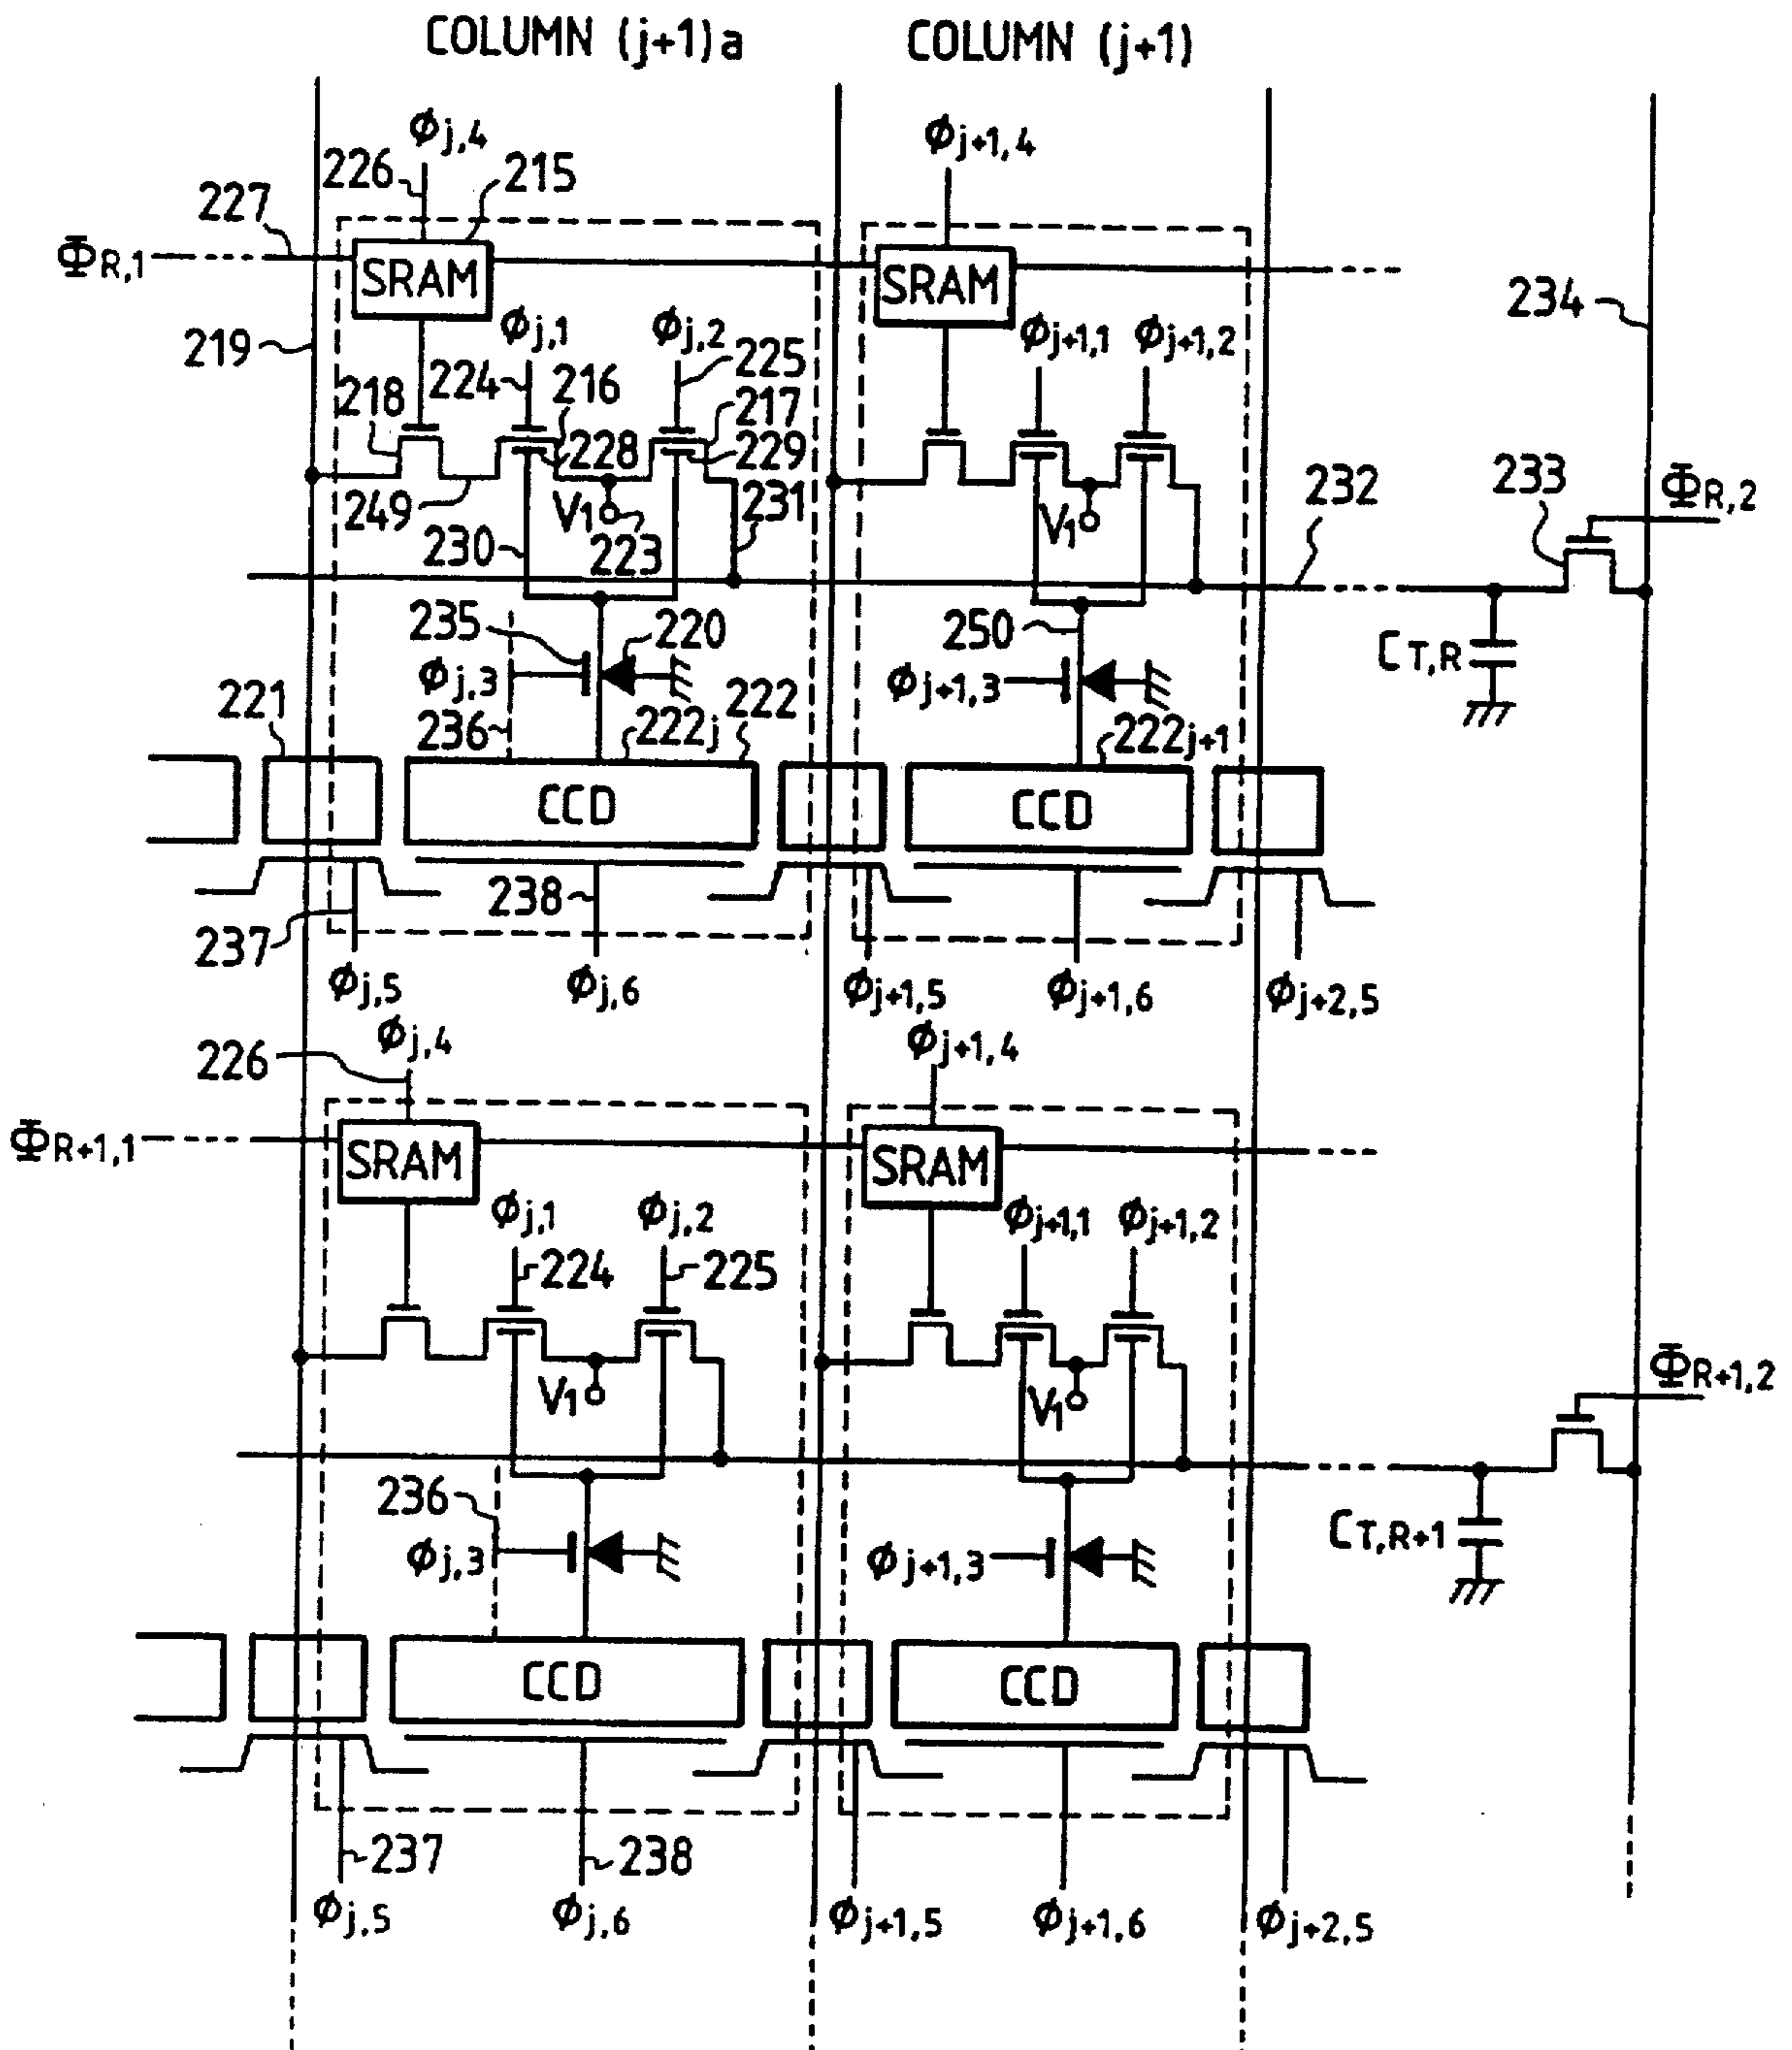 COLUMN (j+1)a COLUMN (j+1)
ϕj,4 ϕj+1,4
226 215
227
ΦR,1
SRAM SRAM
234
ϕj,1 ϕj,2 ϕj+1,1 ϕj+1,2
219
218 224 216 225
217
228 229
232 233 ΦR,2
249 V1 231 V1
230 223
235 220 250
CT,R
ϕj,3 ϕj+1,3
221 236 222j 222 222j+1
CCD CCD
238
237
ϕj,5 ϕj,6 ϕj+1,5 ϕj+1,6 ϕj+2,5
ϕj,4 ϕj+1,4
226
ΦR+1,1
SRAM SRAM
ϕj,1 ϕj,2 ϕj+1,1 ϕj+1,2
224 225
ΦR+1,2
V1 V1
236
CT,R+1
ϕj,3 ϕj+1,3
CCD CCD
237 238
ϕj,5 ϕj,6 ϕj+1,5 ϕj+1,6 ϕj+2,5